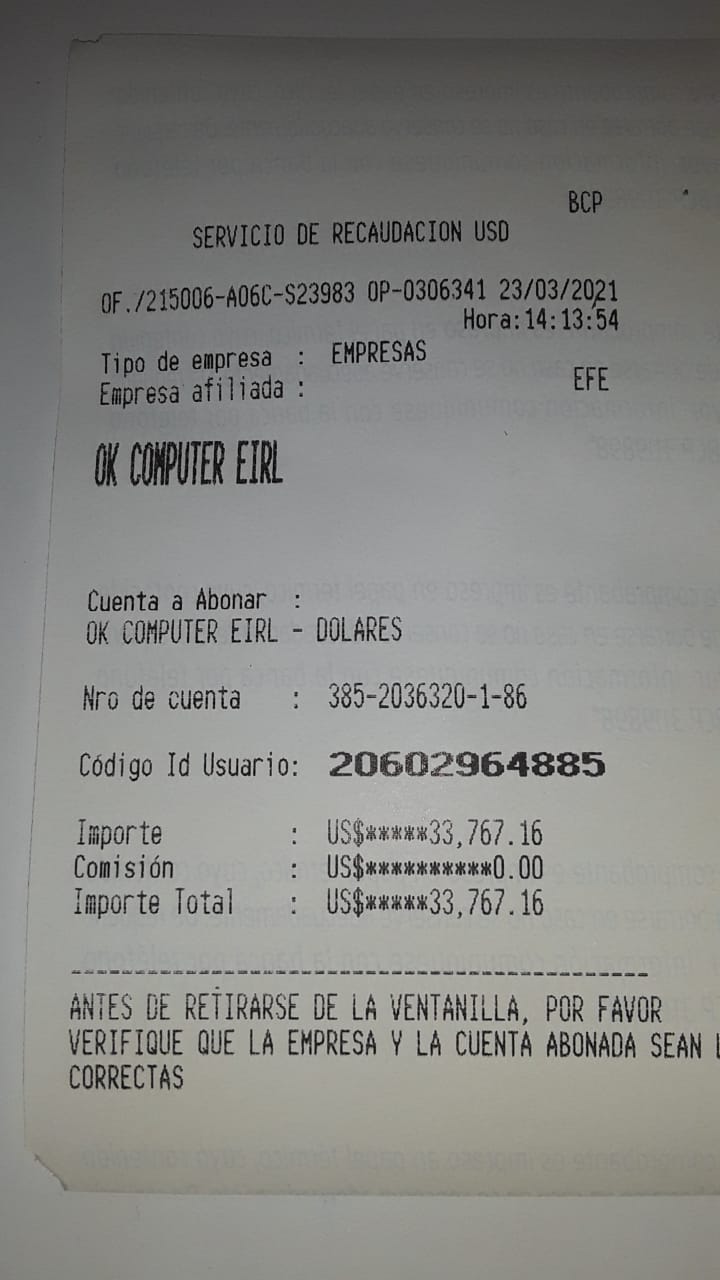 BCP
SERVICIO DE RECAUDACION USD
OF./215006-A06C-S23983 OP-0306341 23/03/2021
Hora:14:13:54
Tipo de empresa : EMPRESAS
Empresa afiliada : EFE
OK COMPUTER EIRL
Cuenta a Abonar :
OK COMPUTER EIRL - DOLARES
Nro de cuenta : 385-2036320-1-86
Código Id Usuario: 20602964885
Importe : US$*****33,767.16
Comisión : US$**********0.00
Importe Total : US$*****33,767.16
------------------------------------------------
ANTES DE RETIRARSE DE LA VENTANILLA, POR FAVOR
VERIFIQUE QUE LA EMPRESA Y LA CUENTA ABONADA SEAN
CORRECTAS